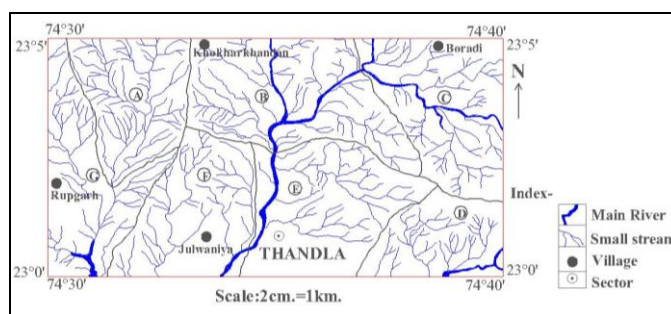 74°30' 74°40'
23°5' Khokharkhandan Boradi 23°5'
N
A B C
G F E
Rupgarh D
Index-
Main River
Julwaniya Small stream
THANDLA Village
23°0' 23°0'
74°30' 74°40'
Scale:2cm.=1km. Sector